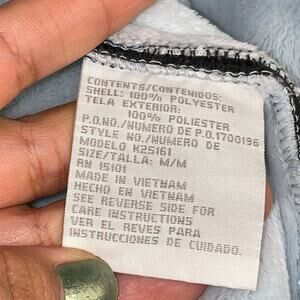 CONTENTS/CONTENIDOS:
SHELL: 100% POLYESTER
TELA EXTERIOR:
100% POLIESTER
P.O.NO./NUMERO DE P.O.1700196
STYLE NO./NUMERO DE
MODELO K25161
SIZE/TALLA: M/M
RN 15101
MADE IN VIETNAM
HECHO EN VIETNAM
SEE REVERSE SIDE FOR
CARE INSTRUCTIONS
VER EL REVES PARA
INSTRUCCIONES DE CUIDADO.